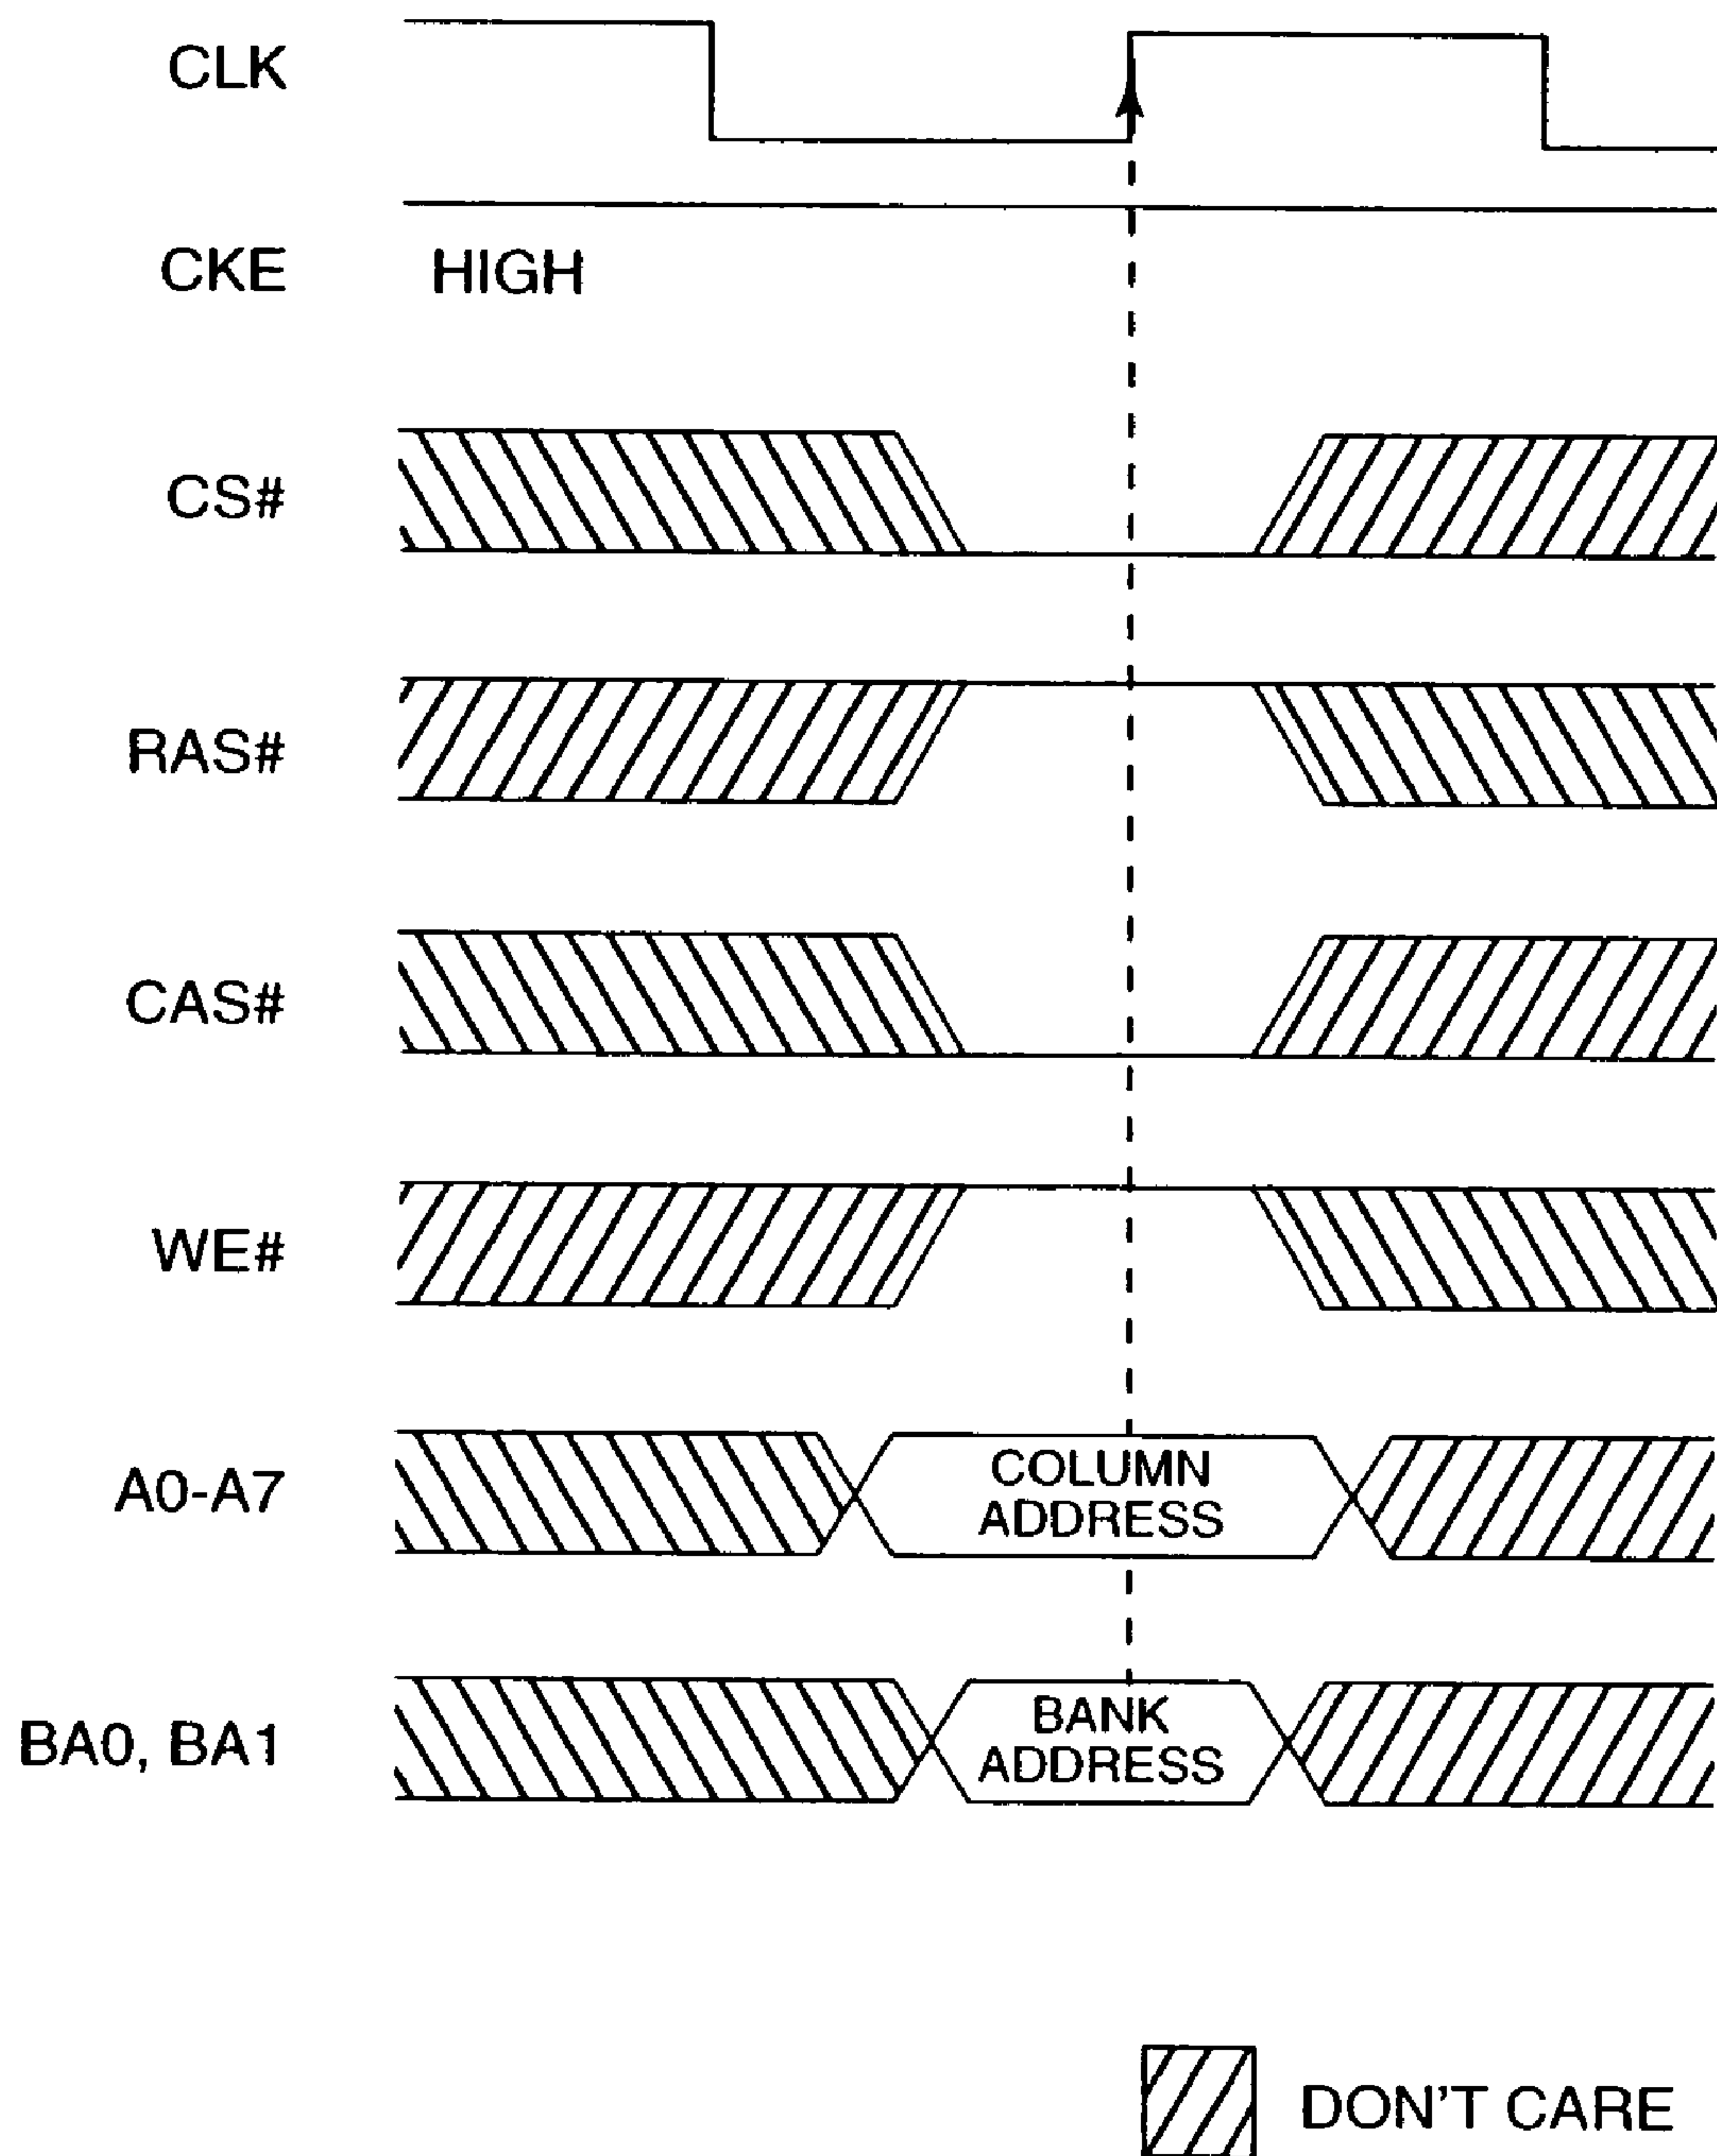 CLK
CKE HIGH
CS#
RAS#
CAS#
WE#
A0-A7
COLUMN
ADDRESS
BA0, BA1
BANK
ADDRESS
DON'T CARE